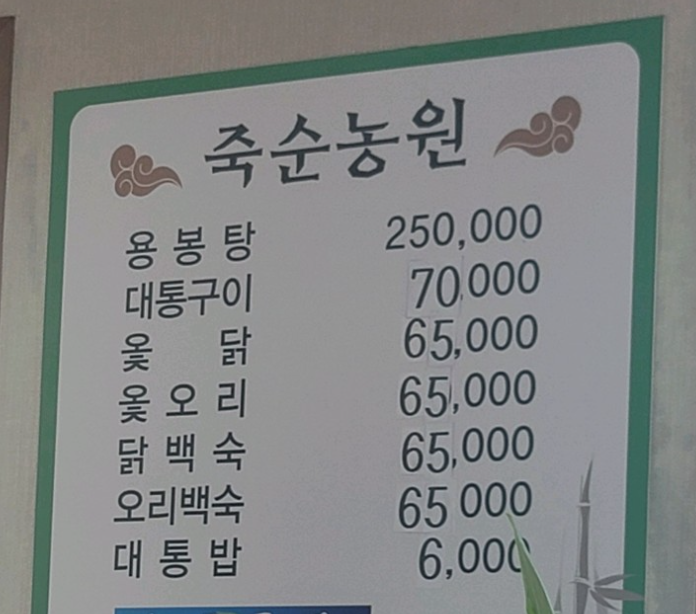 죽순농원
용봉탕 250,000
대통구이 70,000
옻닭 65,000
옻오리 65,000
닭백숙 65,000
오리백숙 65 000
대통밥 6,000